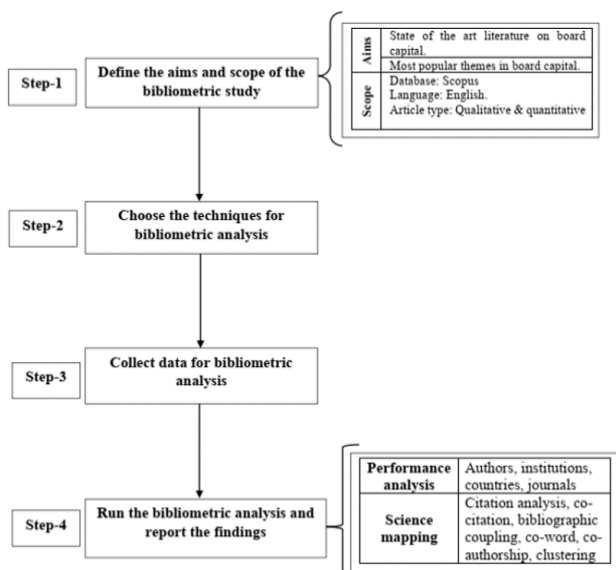 Step-1
Define the aims and scope of the
bibliometric study
Aims
State of the art literature on board
capital.
Most popular themes in board capital.
Scope
Database: Scopus
Language: English.
Article type: Qualitative & quantitative
Step-2
Choose the techniques for
bibliometric analysis
Step-3
Collect data for bibliometric
analysis
Step-4
Run the bibliometric analysis and
report the findings
Performance
analysis
Authors, institutions,
countries, journals
Science
mapping
Citation analysis, co-
citation, bibliographic
coupling, co-word, co-
authorship, clustering